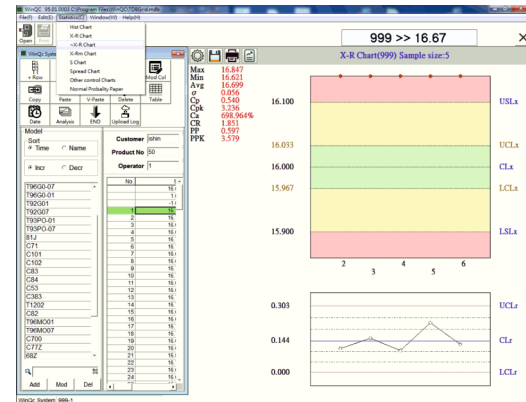 WinQC 95.01.0003 C:\Program Files\WinQC\TDBGrid.mdb
File(F) Edit(E) Statistics(C) Window(W) Help(H)
Hist Chart
X-R Chart
~X-R Chart
X-Rm Chart
S Chart
Spread Chart
Other control Charts
Normal Probality Paper
Open
+ Row
Mod Col
Copy Paste V-Paste Delete Table
Date Analysis END Upload Log
Model
Sort
Time Name
Incr Decr
Customer ishin
Product No 50
Operator 1
T96G0-07
T96G0-01
T92G01
T92G07
T93PO-01
T93PO-07
81J
C71
C101
C102
C83
C84
C53
C383
T1202
C82
T96MO01
T96MO07
C700
C77Z
68Z
Add Mod Del
No
1
2
3
4
5
6
7
8
9
10
11
12
13
14
15
16
17
18
19
20
21
22
23
24
WinQc System 999-1
999 >> 16.67
X-R Chart(999) Sample size:5
Max 16.847
Min 16.621
Avg 16.699
σ 0.056
Cp 0.540
Cpk 3.236
Ca 698.964%
CR 1.851
PP 0.597
PPK 3.579
16.100 USLx
16.033 UCLx
16.000 CLx
15.967 LCLx
15.900 LSLx
2 3 4 5 6
0.303 UCLr
0.144 CLr
0.000 LCLr